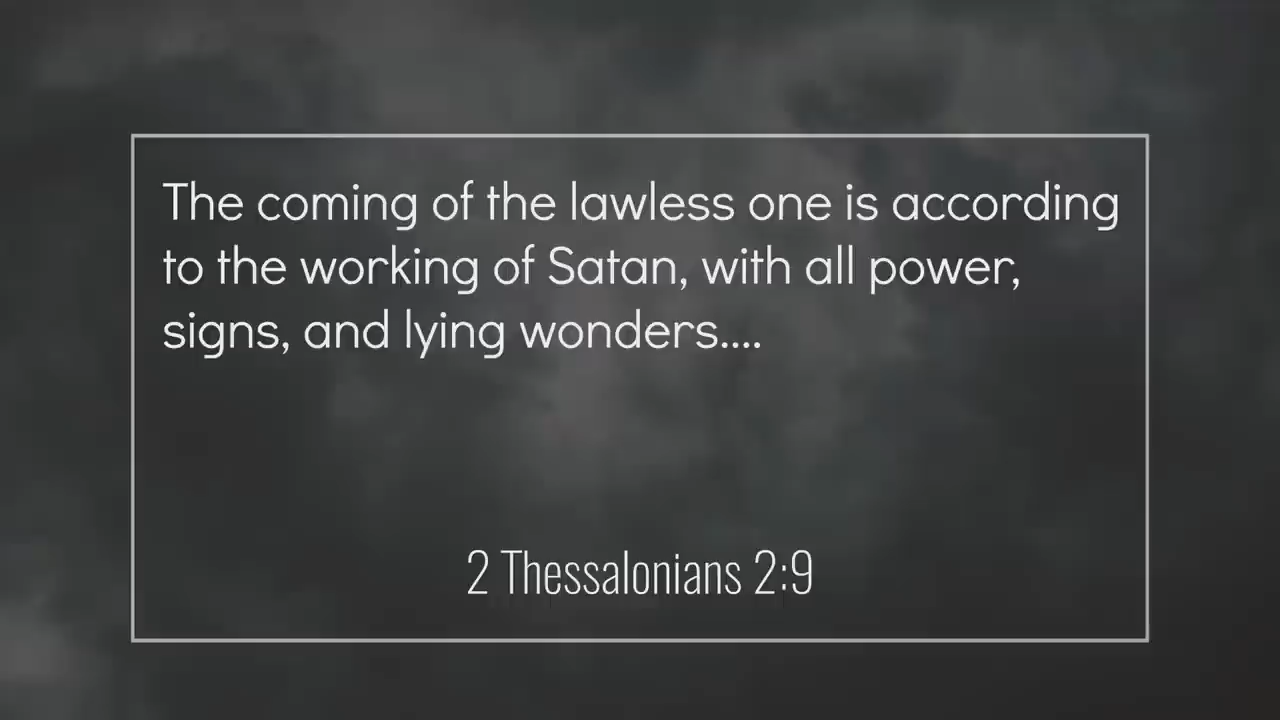 The coming of the lawless one is according
to the working of Satan, with all power,
signs, and lying wonders....
2 Thessalonians 2:9